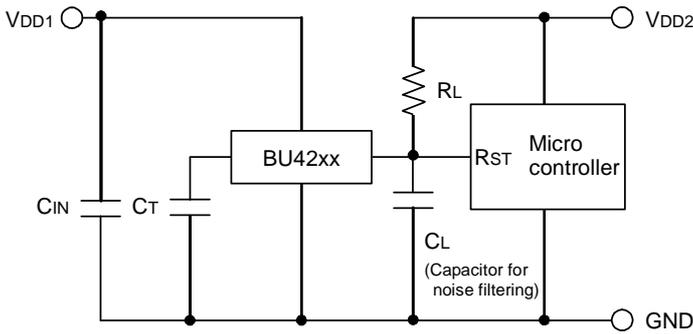 VDD1
VDD2
RL
BU42xx
RST
Micro
controller
CIN
CT
CL
(Capacitor for
noise filtering)
GND